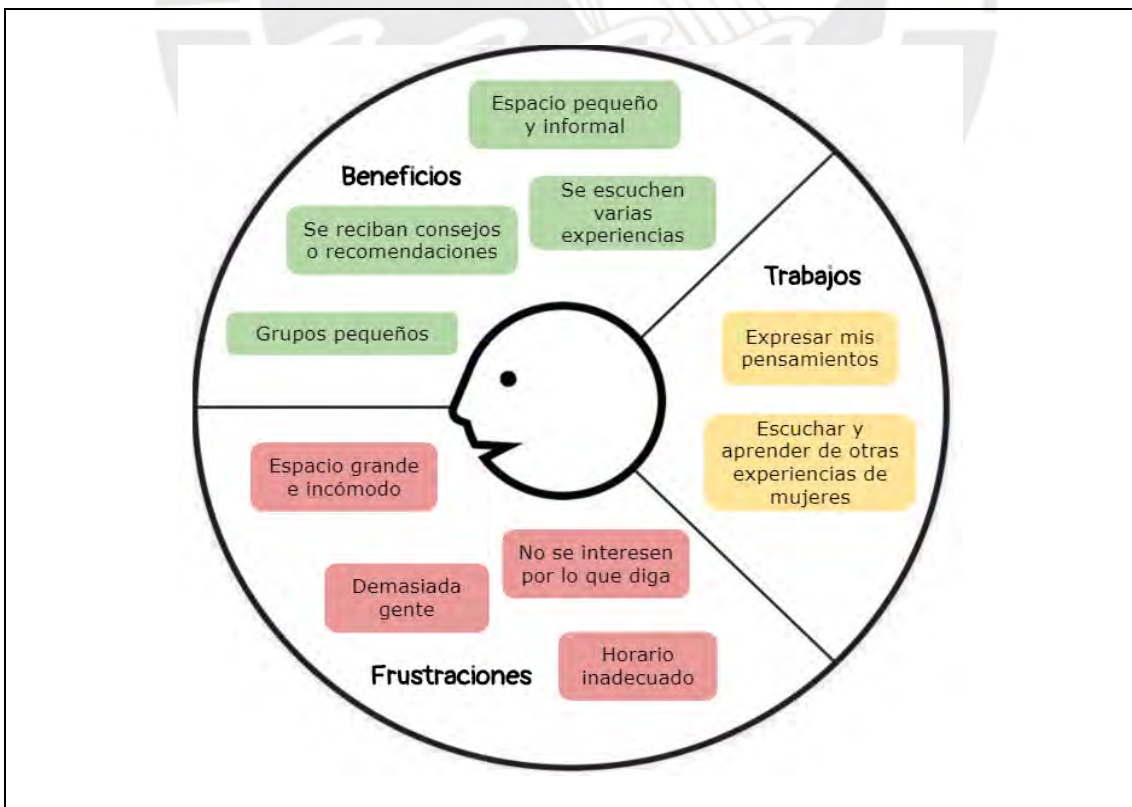 Beneficios
Espacio pequeño
y informal
Se escuchen
varias
experiencias
Se reciban consejos
o recomendaciones
Grupos pequeños
Trabajos
Expresar mis
pensamientos
Escuchar y
aprender de otras
experiencias de
mujeres
Espacio grande
e incómodo
No se interesen
por lo que diga
Demasiada
gente
Horario
inadecuado
Frustraciones